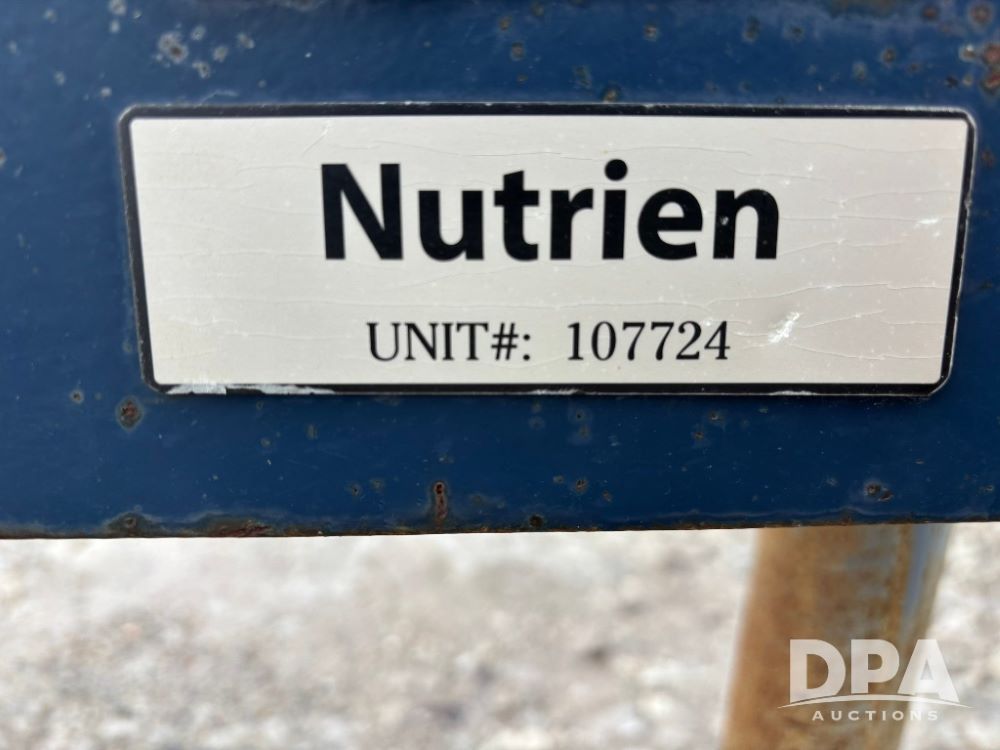 Nutrien
UNIT#: 107724
DPA
AUCTIONS